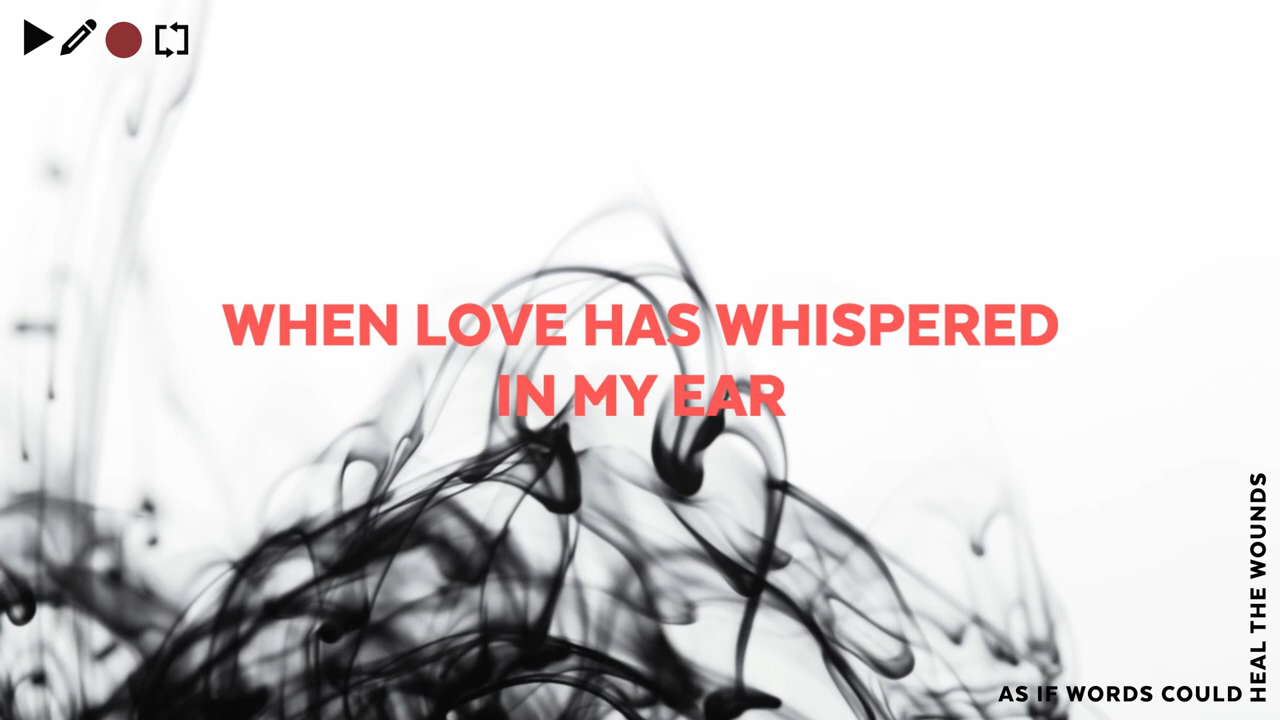 WHEN LOVE HAS WHISPERED
IN MY EAR
AS IF WORDS COULD
HEAL THE WOUNDS